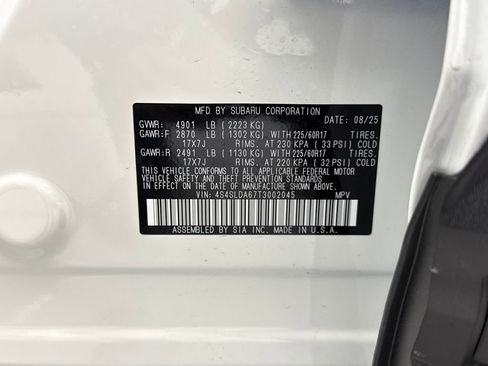 MFD BY SUBARU CORPORATION DATE: 08/25
GVWR: 4901 LB (2223 KG)
GAWR:F 2870 LB (1302 KG) WITH 225/60R17 TIRES.
17X7J RIMS. AT 230 KPA (33 PSI) COLD
GAWR:R 2491 LB (1130 KG) WITH 225/60R17 TIRES.
17X7J RIMS. AT 220 KPA (32 PSI) COLD
THIS VEHICLE CONFORMS TO ALL APPLICABLE FEDERAL MOTOR
VEHICLE SAFETY, BUMPER, AND THEFT PREVENTION STANDARDS
IN EFFECT ON THE DATE OF MANUFACTURE SHOWN ABOVE.
VIN: 4S4SLDA67T3002045 MPV
ASSEMBLED BY SIA INC. MADE IN U.S.A.